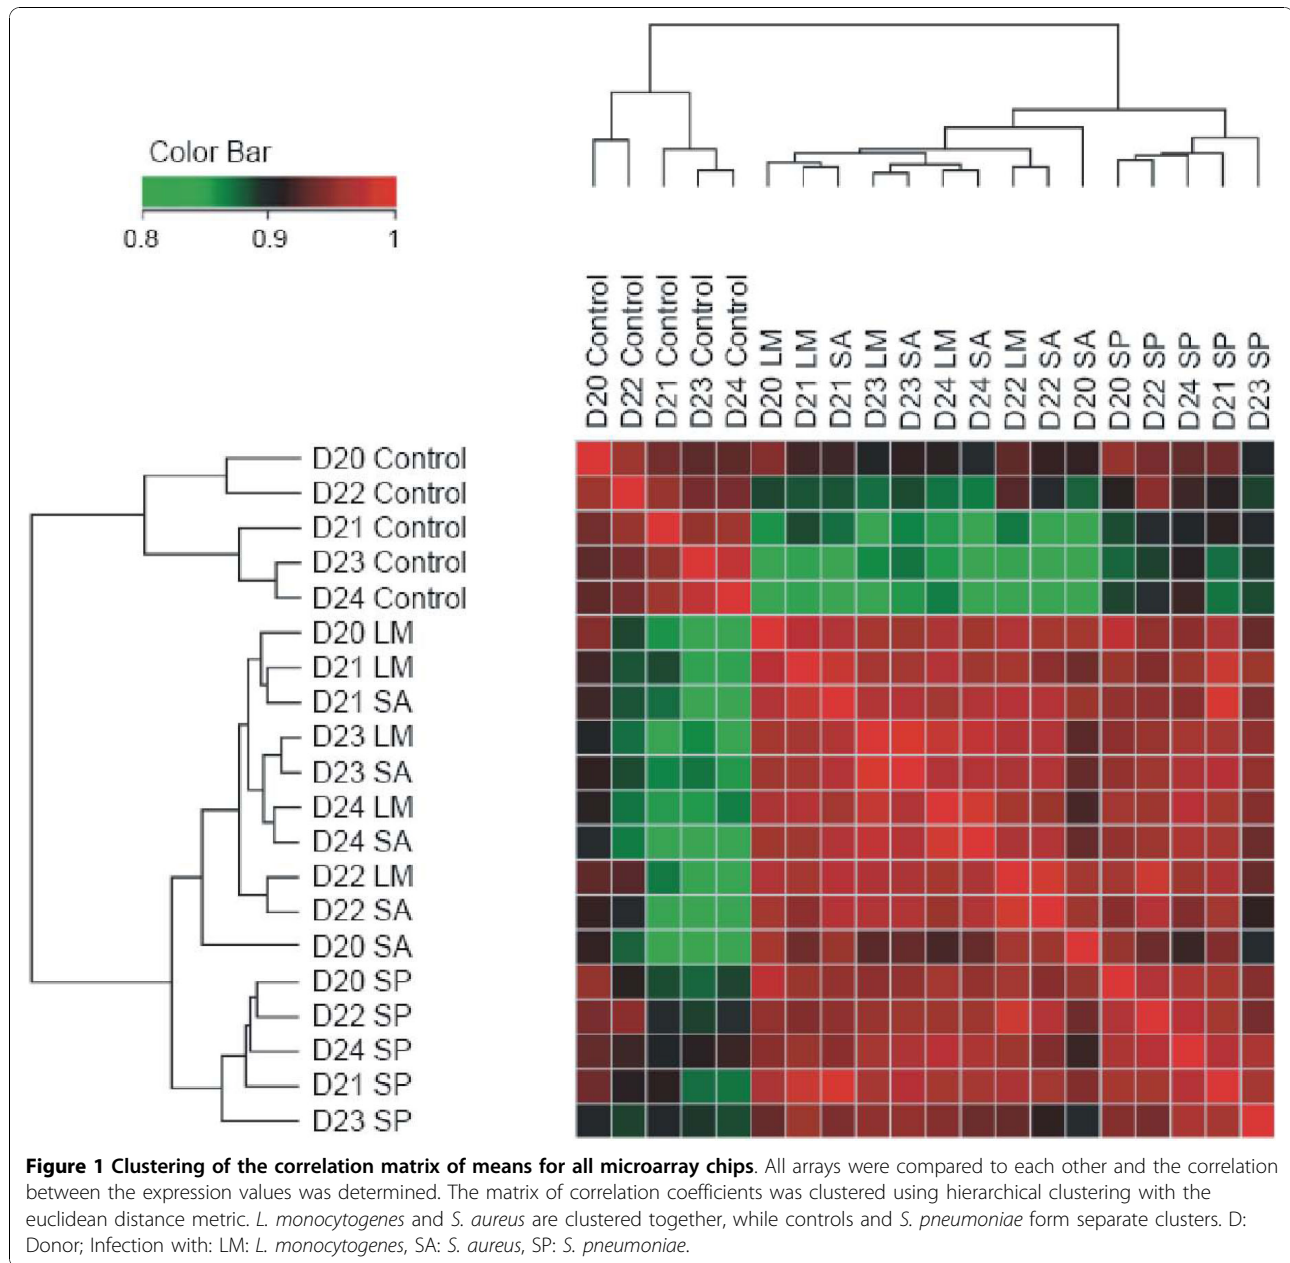 Color Bar
0.8 0.9 1
D20 Control
D22 Control
D21 Control
D23 Control
D24 Control
D20 LM
D21 LM
D21 SA
D23 LM
D23 SA
D24 LM
D24 SA
D22 LM
D22 SA
D20 SA
D20 SP
D22 SP
D24 SP
D21 SP
D23 SP
D20 Control
D22 Control
D21 Control
D23 Control
D24 Control
D20 LM
D21 LM
D21 SA
D23 LM
D23 SA
D24 LM
D24 SA
D22 LM
D22 SA
D20 SA
D20 SP
D22 SP
D24 SP
D21 SP
D23 SP
Figure 1 Clustering of the correlation matrix of means for all microarray chips. All arrays were compared to each other and the correlation
between the expression values was determined. The matrix of correlation coefficients was clustered using hierarchical clustering with the
euclidean distance metric. L. monocytogenes and S. aureus are clustered together, while controls and S. pneumoniae form separate clusters. D:
Donor; Infection with: LM: L. monocytogenes, SA: S. aureus, SP: S. pneumoniae.